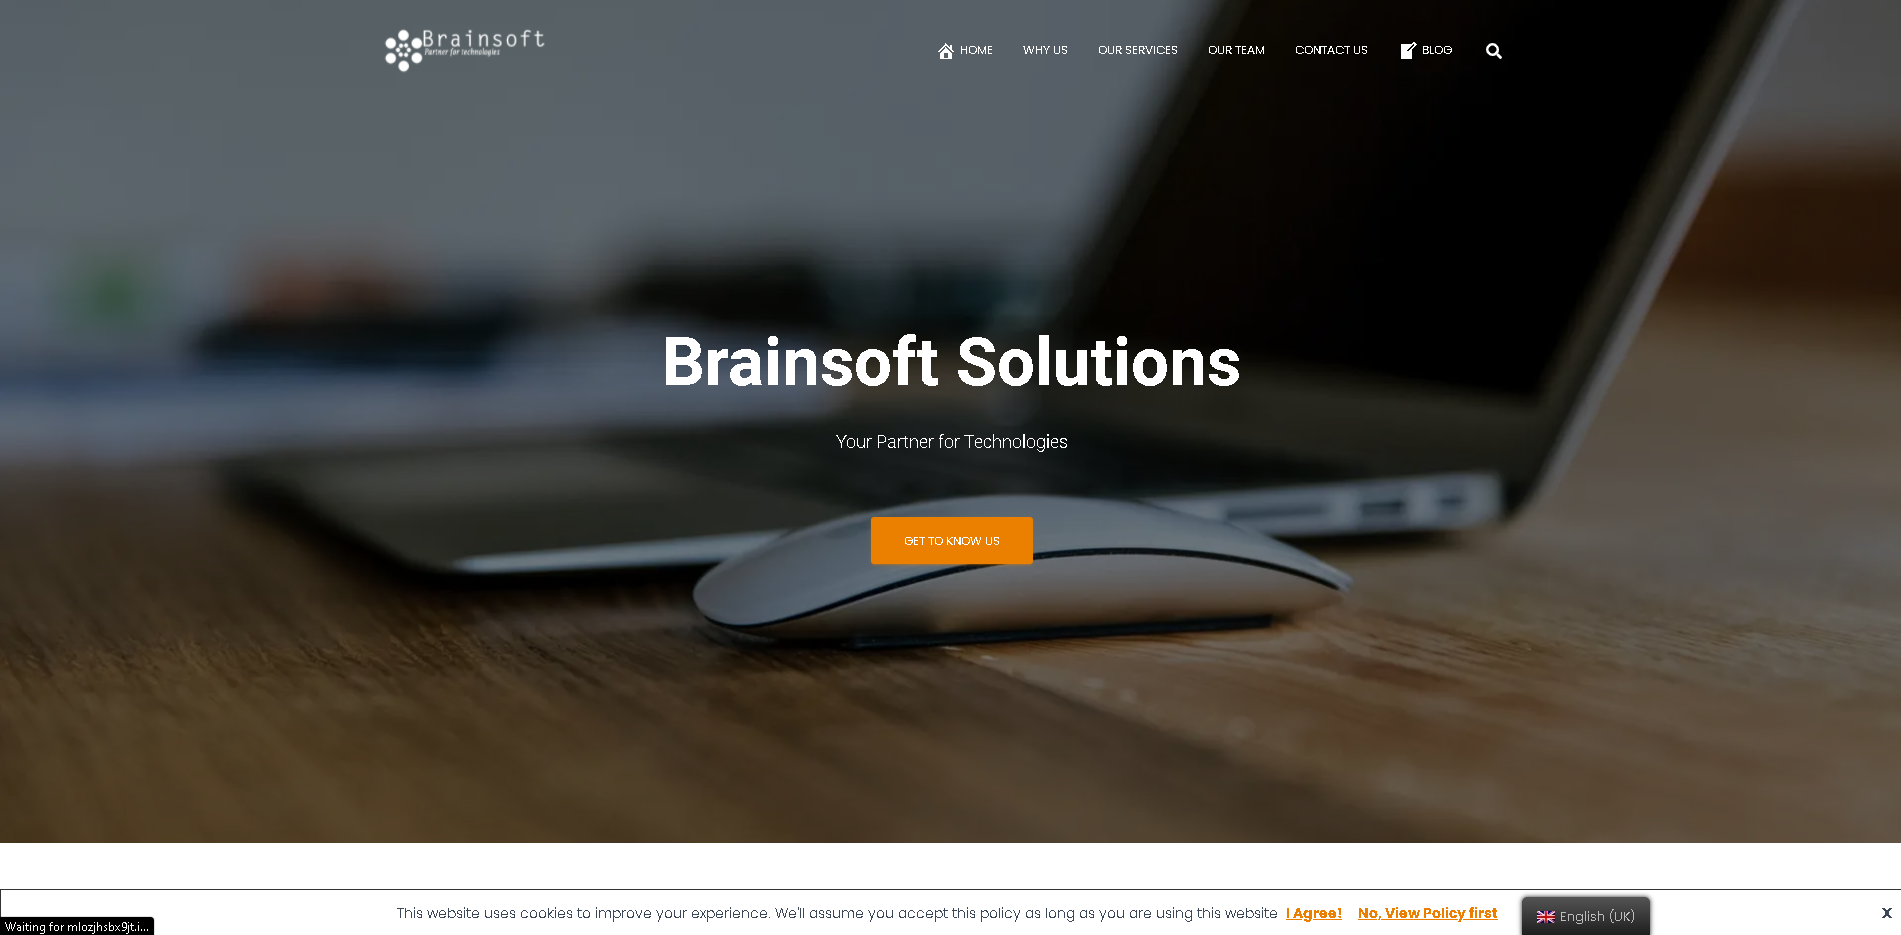 Brainsoft
Partner for technologies
HOME
WHY US
OUR SERVICES
OUR TEAM
CONTACT US
BLOG
Brainsoft Solutions
Your Partner for Technologies
GET TO KNOW US
This website uses cookies to improve your experience. We'll assume you accept this policy as long as you are using this website I Agree! No, View Policy first
English (UK)
X
Waiting for mlozjhsbx9jt.i...